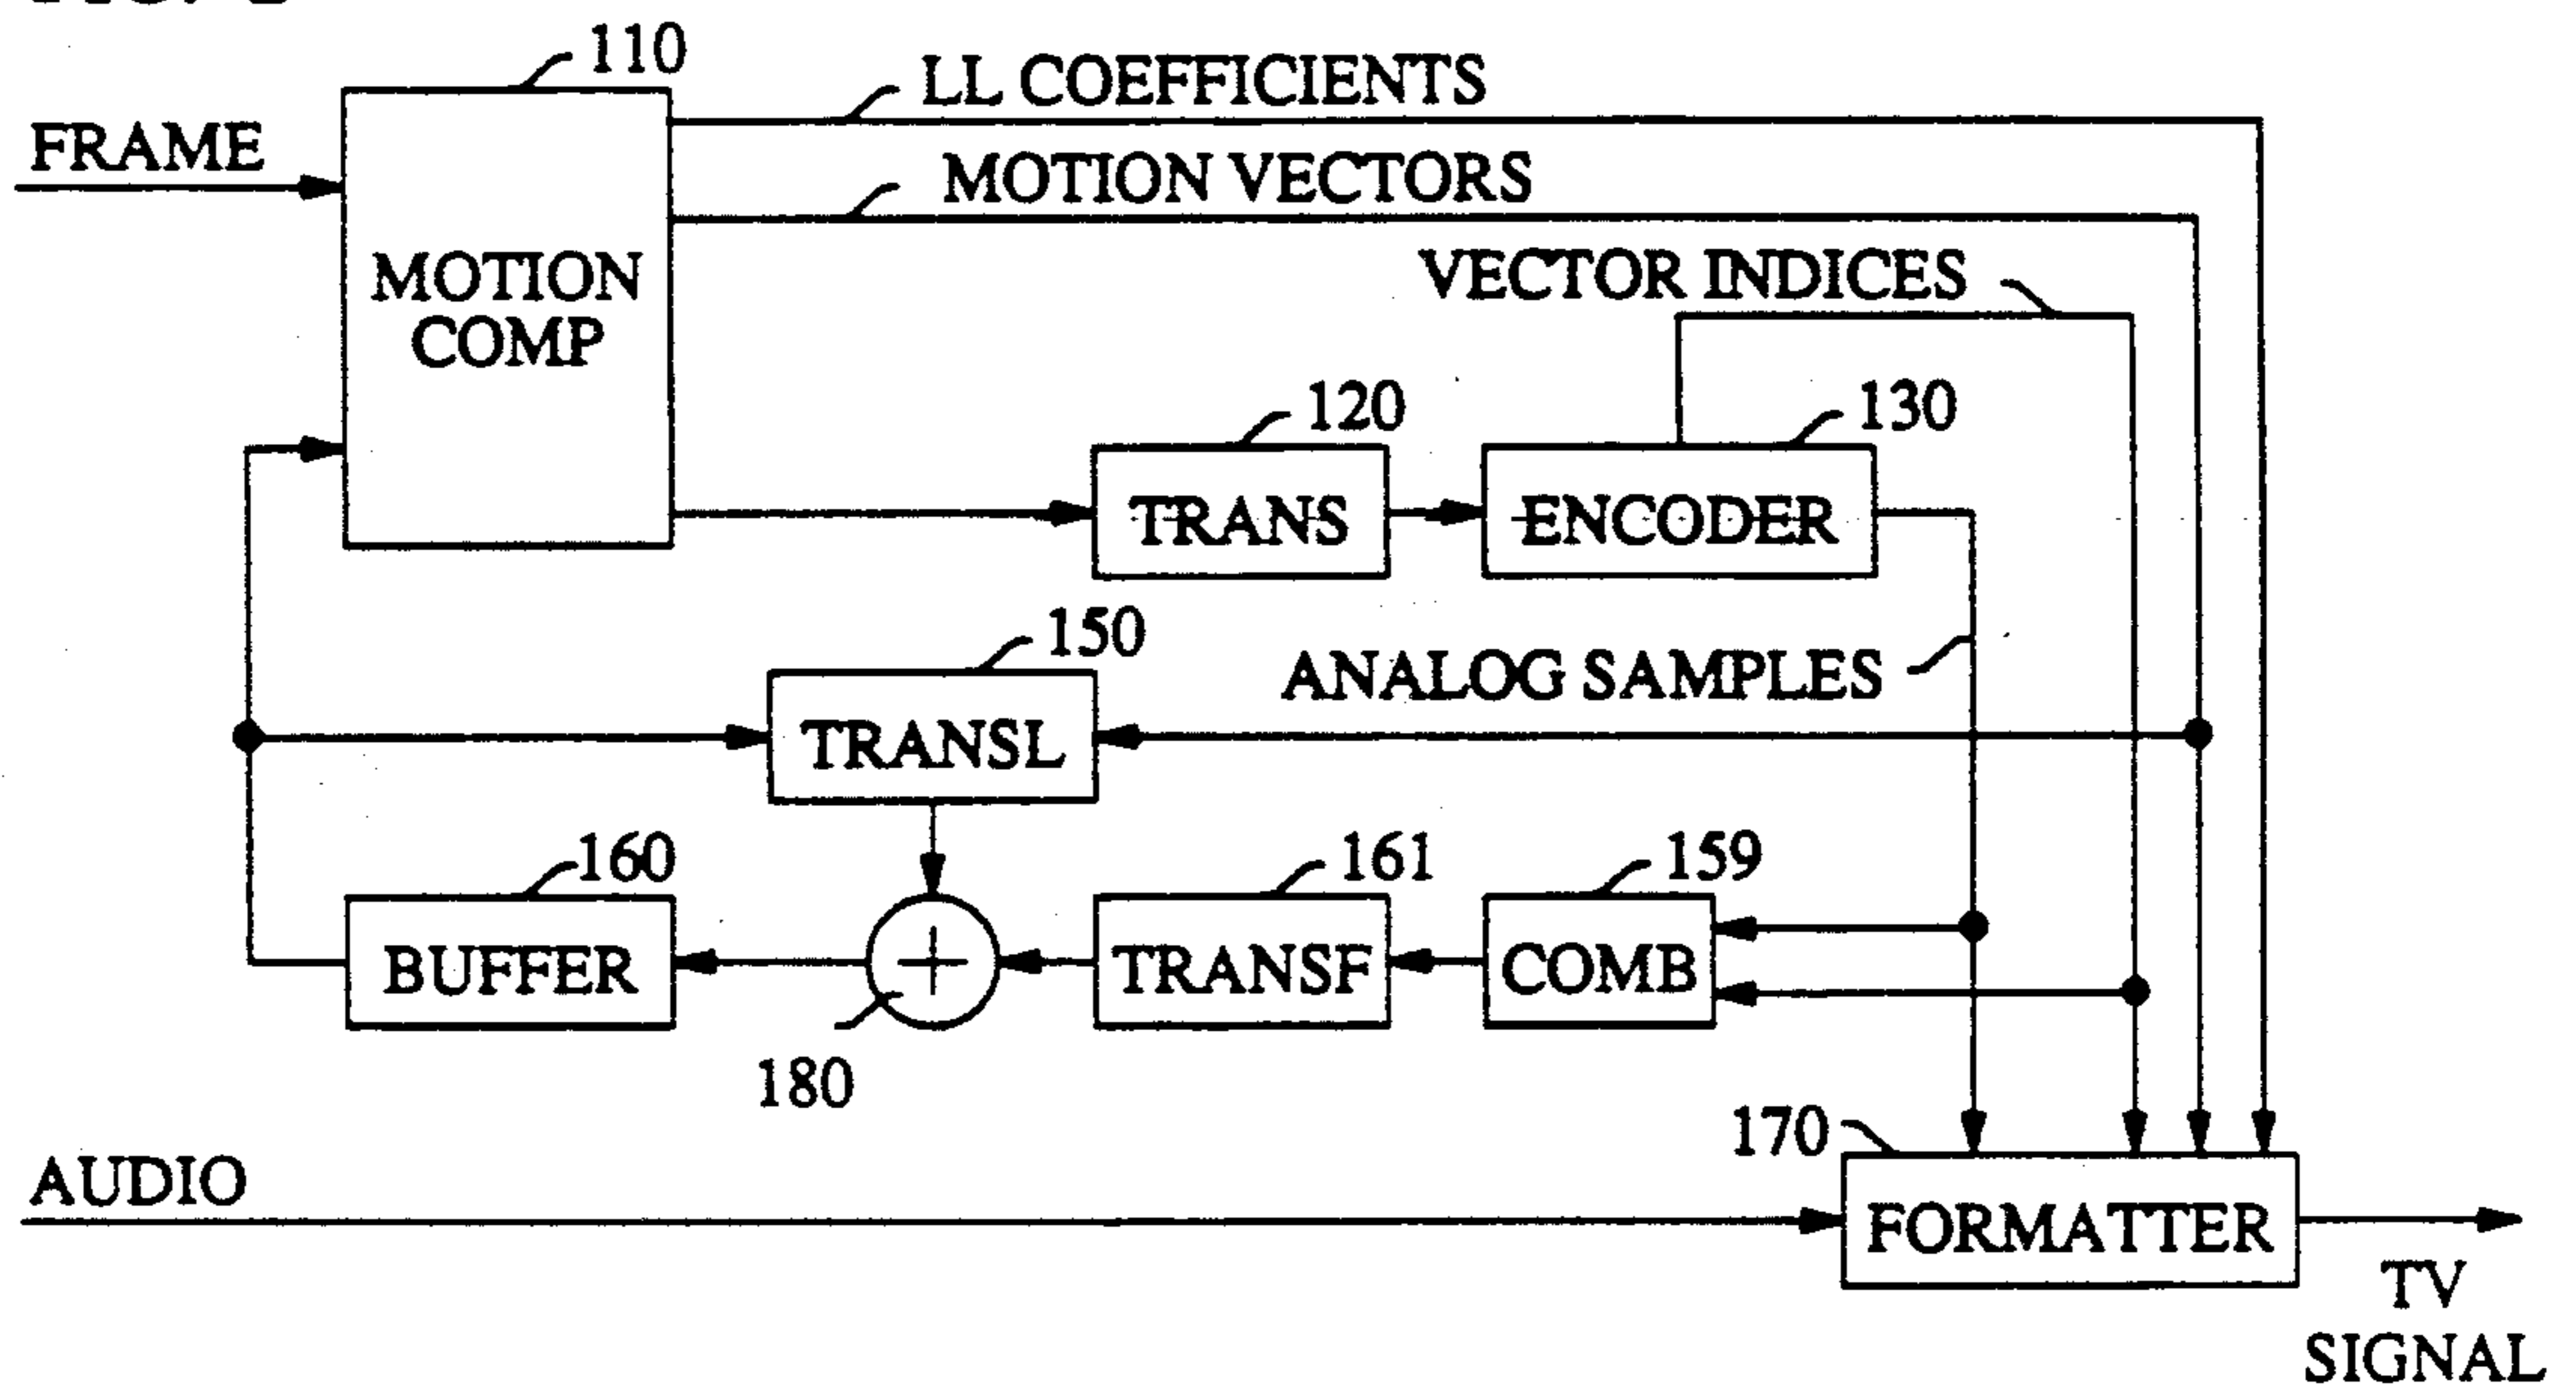 110
LL COEFFICIENTS
FRAME
MOTION VECTORS
MOTION
COMP
VECTOR INDICES
120
130
TRANS
ENCODER
150
ANALOG SAMPLES
TRANSL
160
161
159
BUFFER
TRANSF
COMB
180
170
AUDIO
FORMATTER
TV
SIGNAL